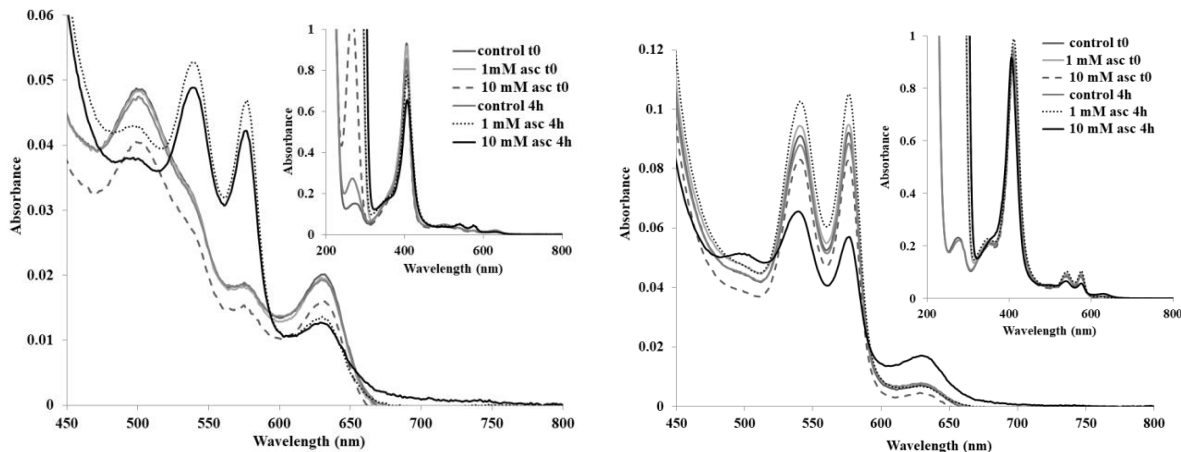 0.06
0.05
0.04
0.03
0.02
0.01
0
450 500 550 600 650 700 750 800
Wavelength (nm)
Absorbance
1
0.8
0.6
0.4
0.2
0
200 400 600 800
Wavelength (nm)
Absorbance
control t0
1mM asc t0
10 mM asc t0
control 4h
1 mM asc 4h
10 mM asc 4h
0.12
0.1
0.08
0.06
0.04
0.02
0
450 500 550 600 650 700 750 800
Wavelength (nm)
Absorbance
1
0.8
0.6
0.4
0.2
0
200 400 600 800
Wavelength (nm)
Absorbance
control t0
1 mM asc t0
10 mM asc t0
control 4h
1 mM asc 4h
10 mM asc 4h